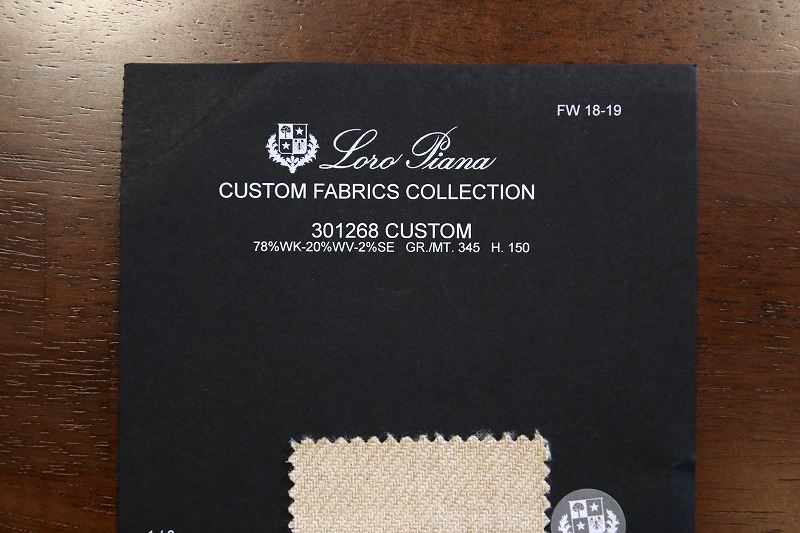 FW 18-19
Loro Piana
CUSTOM FABRICS COLLECTION
301268 CUSTOM
78%WK-20%WV-2%SE GR./MT. 345 H. 150